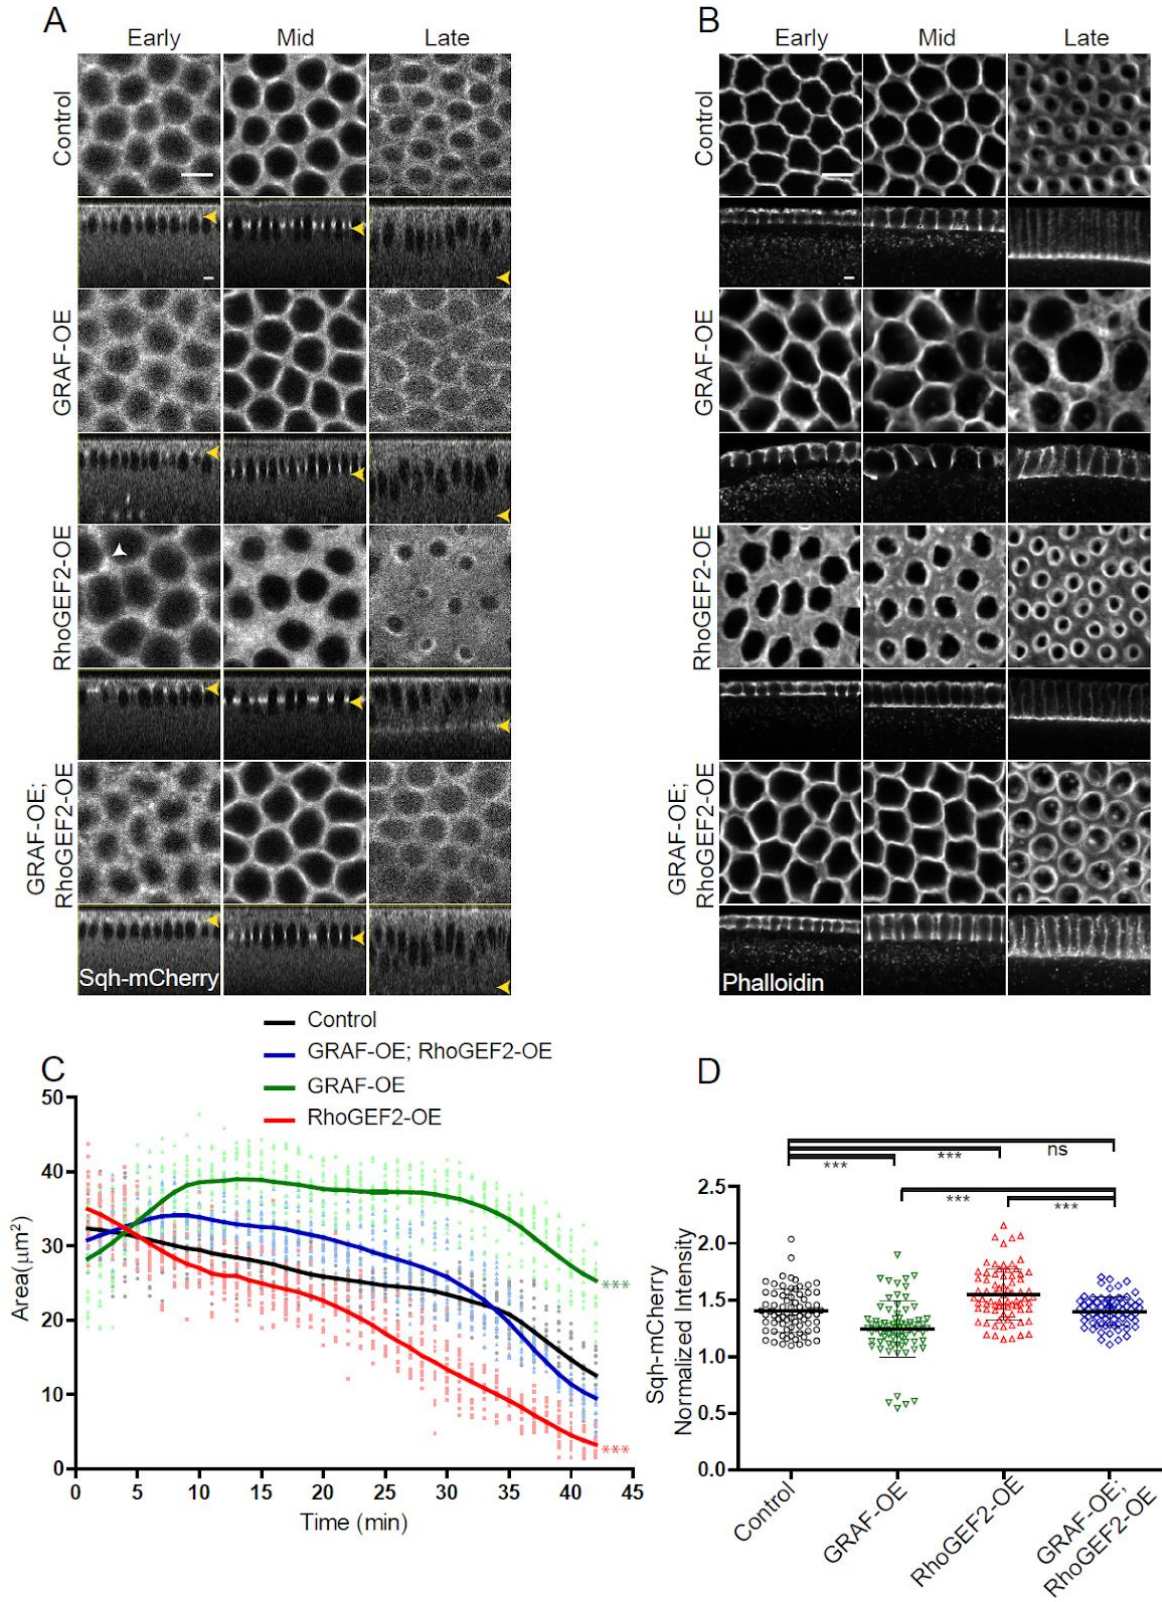 A
B
Early Mid Late
Early Mid Late
Control
Control
GRAF-OE
GRAF-OE
RhoGEF2-OE
RhoGEF2-OE
GRAF-OE;
RhoGEF2-OE
GRAF-OE;
RhoGEF2-OE
Sqh-mCherry
Phalloidin
Control
GRAF-OE; RhoGEF2-OE
GRAF-OE
RhoGEF2-OE
C
Area(μm²)
50
40
30
20
10
0
0 5 10 15 20 25 30 35 40 45
Time (min)
***
***
D
ns
***
***
***
***
Sqh-mCherry
Normalized Intensity
2.5
2.0
1.5
1.0
0.5
0.0
Control
GRAF-OE
RhoGEF2-OE
GRAF-OE;
RhoGEF2-OE